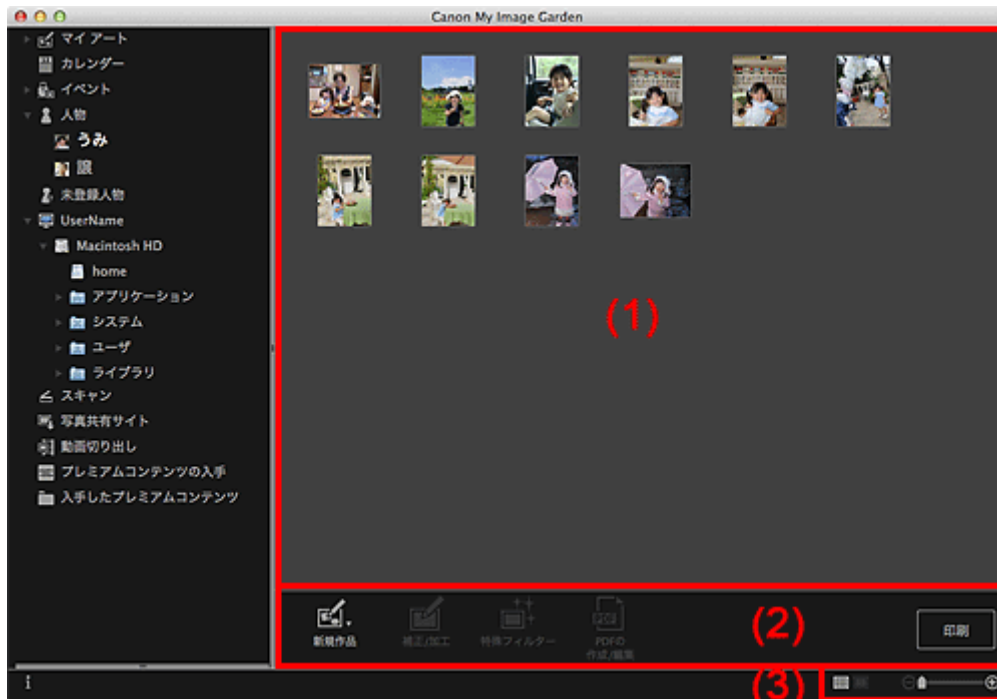 Canon My Image Garden
マイ アート
カレンダー
イベント
人物
うみ
譲
未登録人物
UserName
Macintosh HD
home
アプリケーション
システム
ユーザ
ライブラリ
スキャン
写真共有サイト
動画切り出し
プレミアムコンテンツの入手
入手したプレミアムコンテンツ
(1)
新規作品
補正/加工
特殊フィルター
PDFの
作成/編集
(2)
印刷
(3)